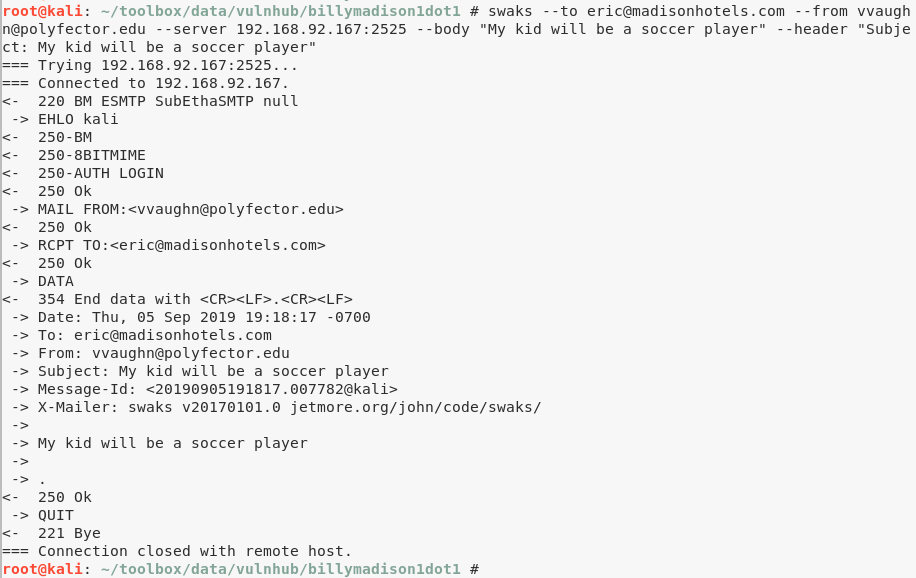 root@kali: ~/toolbox/data/vulnhub/billymadison1dot1 # swaks --to eric@madisonhotels.com --from vvaugh
n@polyfector.edu --server 192.168.92.167:2525 --body "My kid will be a soccer player" --header "Subje
ct: My kid will be a soccer player"
=== Trying 192.168.92.167:2525...
=== Connected to 192.168.92.167.
<-  220 BM ESMTP SubEthaSMTP null
 -> EHLO kali
<-  250-BM
<-  250-8BITMIME
<-  250-AUTH LOGIN
<-  250 Ok
 -> MAIL FROM:<vvaughn@polyfector.edu>
<-  250 Ok
 -> RCPT TO:<eric@madisonhotels.com>
<-  250 Ok
 -> DATA
<-  354 End data with <CR><LF>.<CR><LF>
 -> Date: Thu, 05 Sep 2019 19:18:17 -0700
 -> To: eric@madisonhotels.com
 -> From: vvaughn@polyfector.edu
 -> Subject: My kid will be a soccer player
 -> Message-Id: <20190905191817.007782@kali>
 -> X-Mailer: swaks v20170101.0 jetmore.org/john/code/swaks/
 ->
 -> My kid will be a soccer player
 ->
 -> .
<-  250 Ok
 -> QUIT
<-  221 Bye
=== Connection closed with remote host.
root@kali: ~/toolbox/data/vulnhub/billymadison1dot1 #